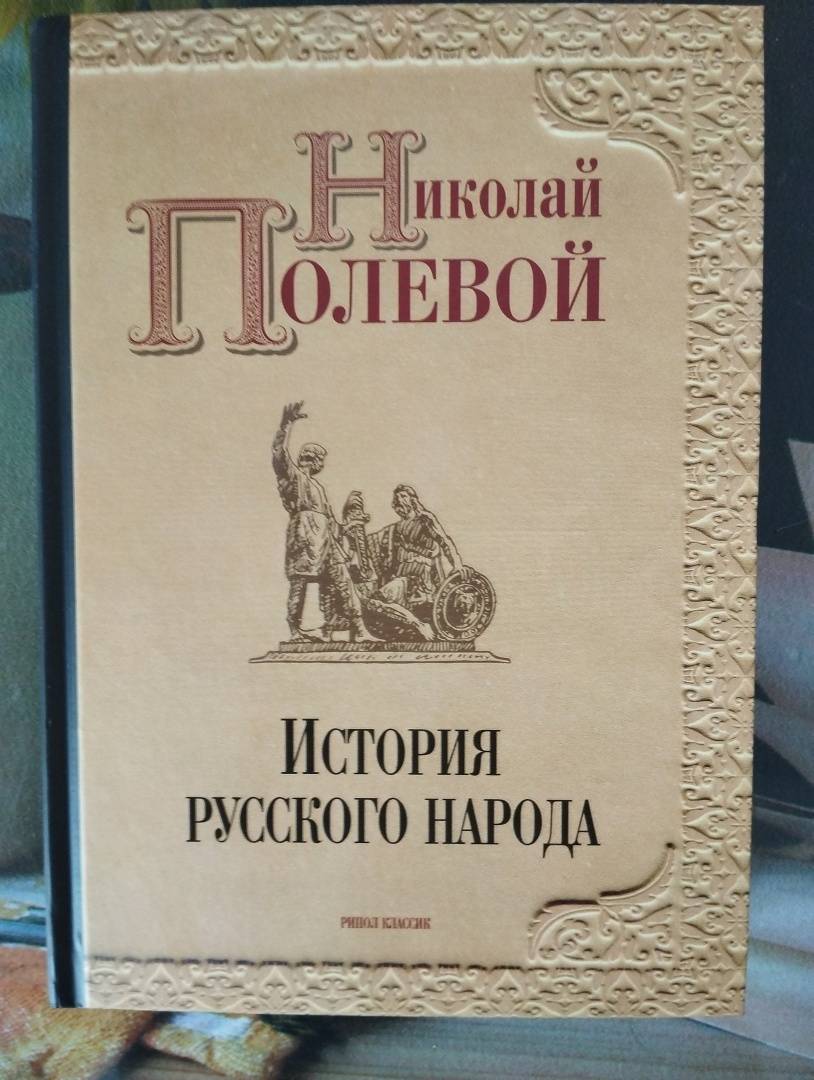 Николай
Полевой
История
русского народа
РИПОЛ КЛАССИК